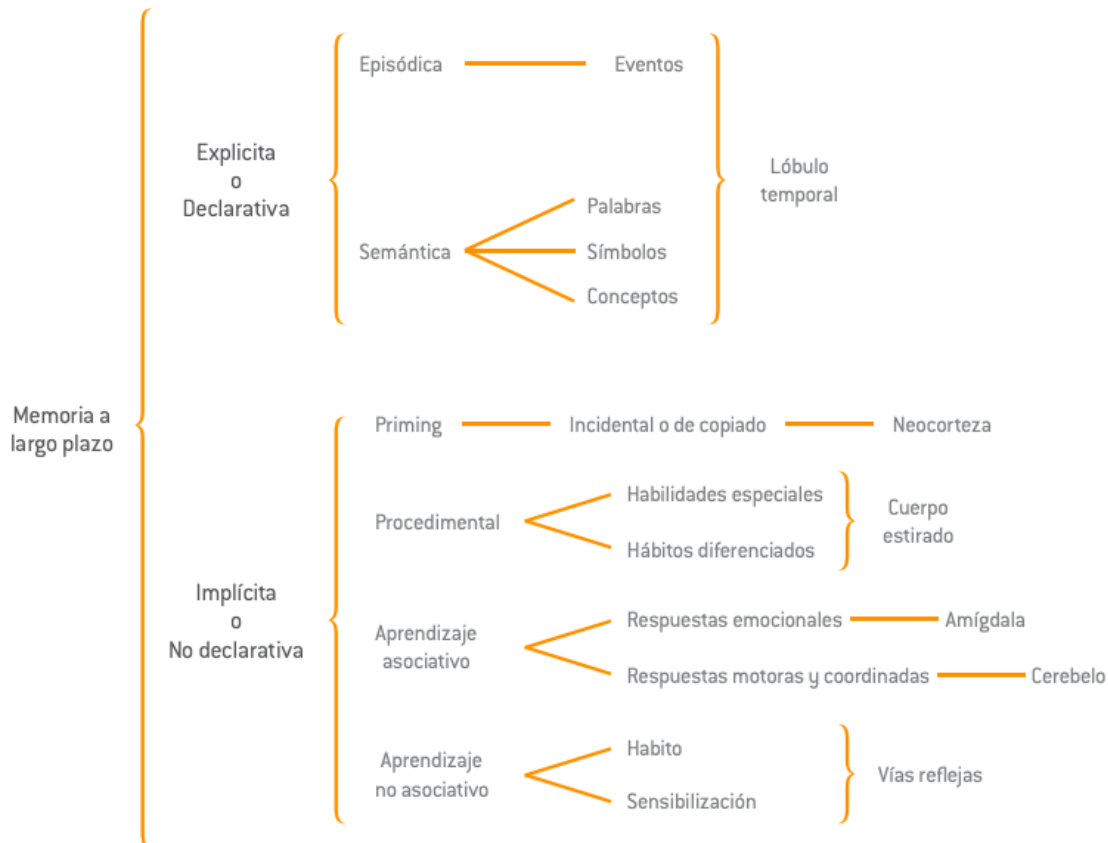 Memoria a
largo plazo
Explicita
o
Declarativa
Episódica
Eventos
Semántica
Palabras
Símbolos
Conceptos
Lóbulo
temporal
Implícita
o
No declarativa
Priming
Incidental o de copiado
Neocorteza
Procedimental
Habilidades especiales
Hábitos diferenciados
Cuerpo
estirado
Aprendizaje
asociativo
Respuestas emocionales
Amígdala
Respuestas motoras y coordinadas
Cerebelo
Aprendizaje
no asociativo
Habito
Sensibilización
Vías reflejas